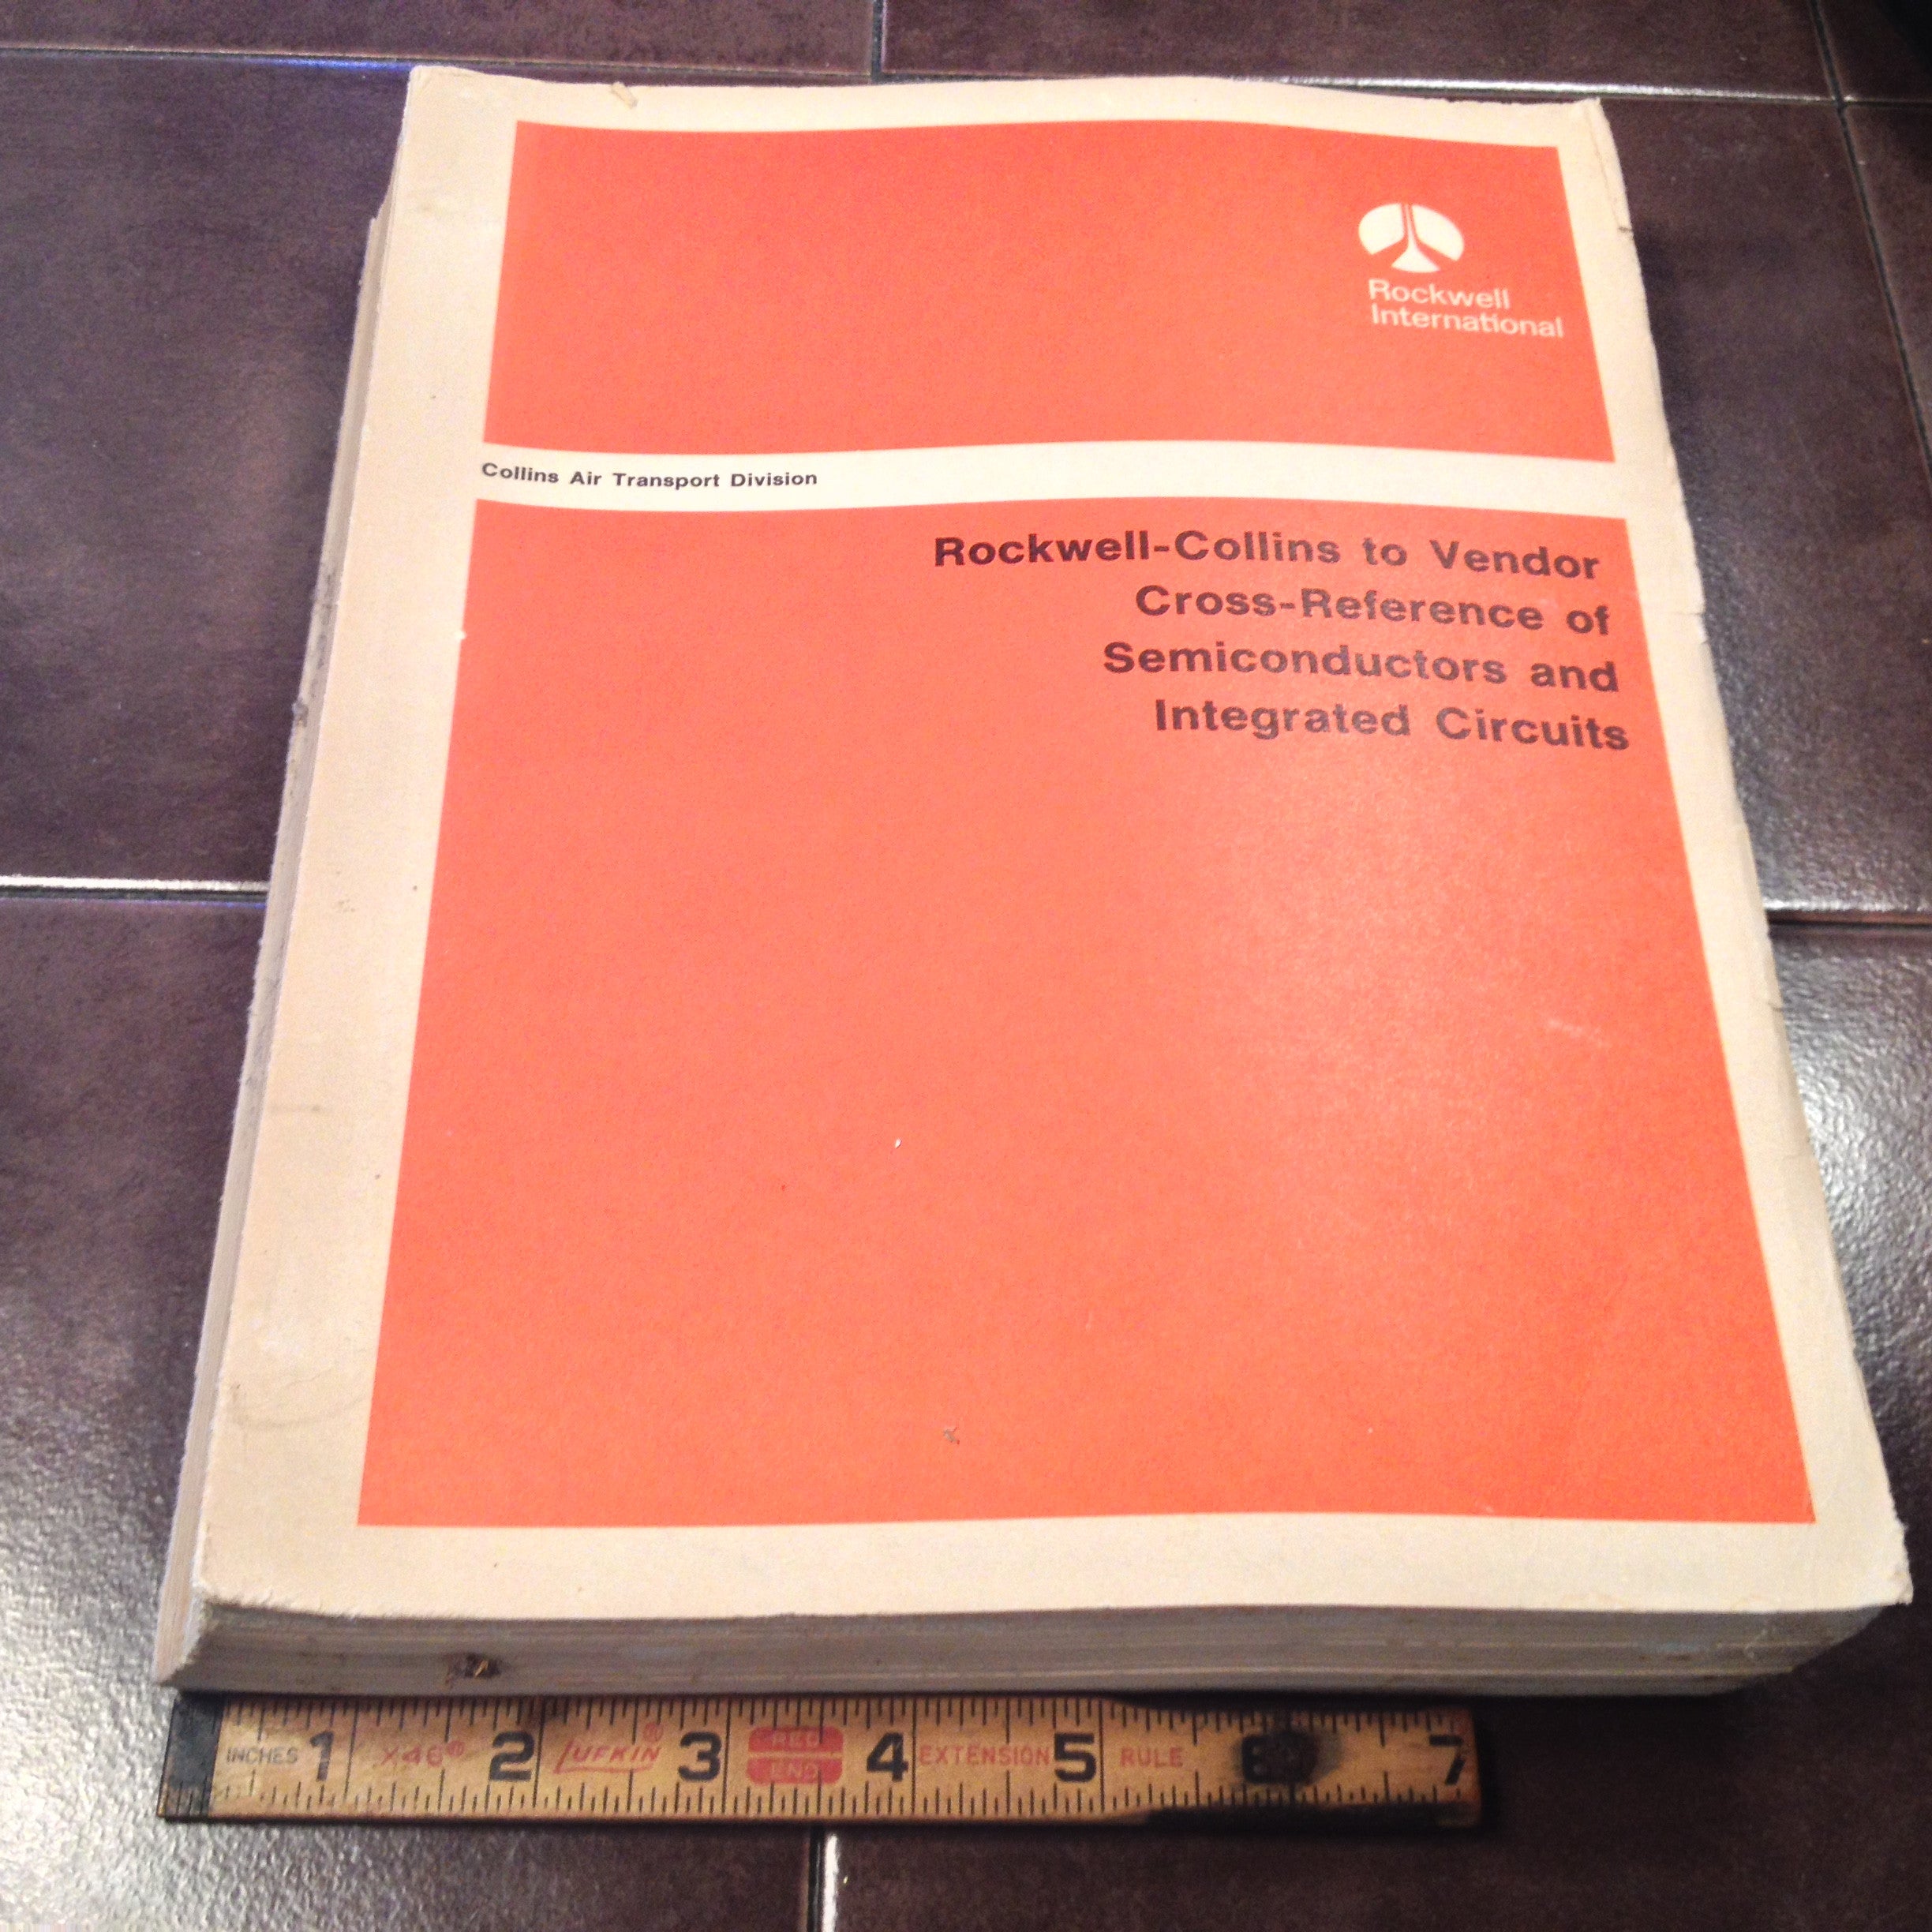 Rockwell
International
Collins Air Transport Division
Rockwell-Collins to Vendor
Cross-Reference of
Semiconductors and
Integrated Circuits
INCHES 1 X46® 2 LUFKIN® 3 RED END 4 EXTENSION 5 RULE 6 7